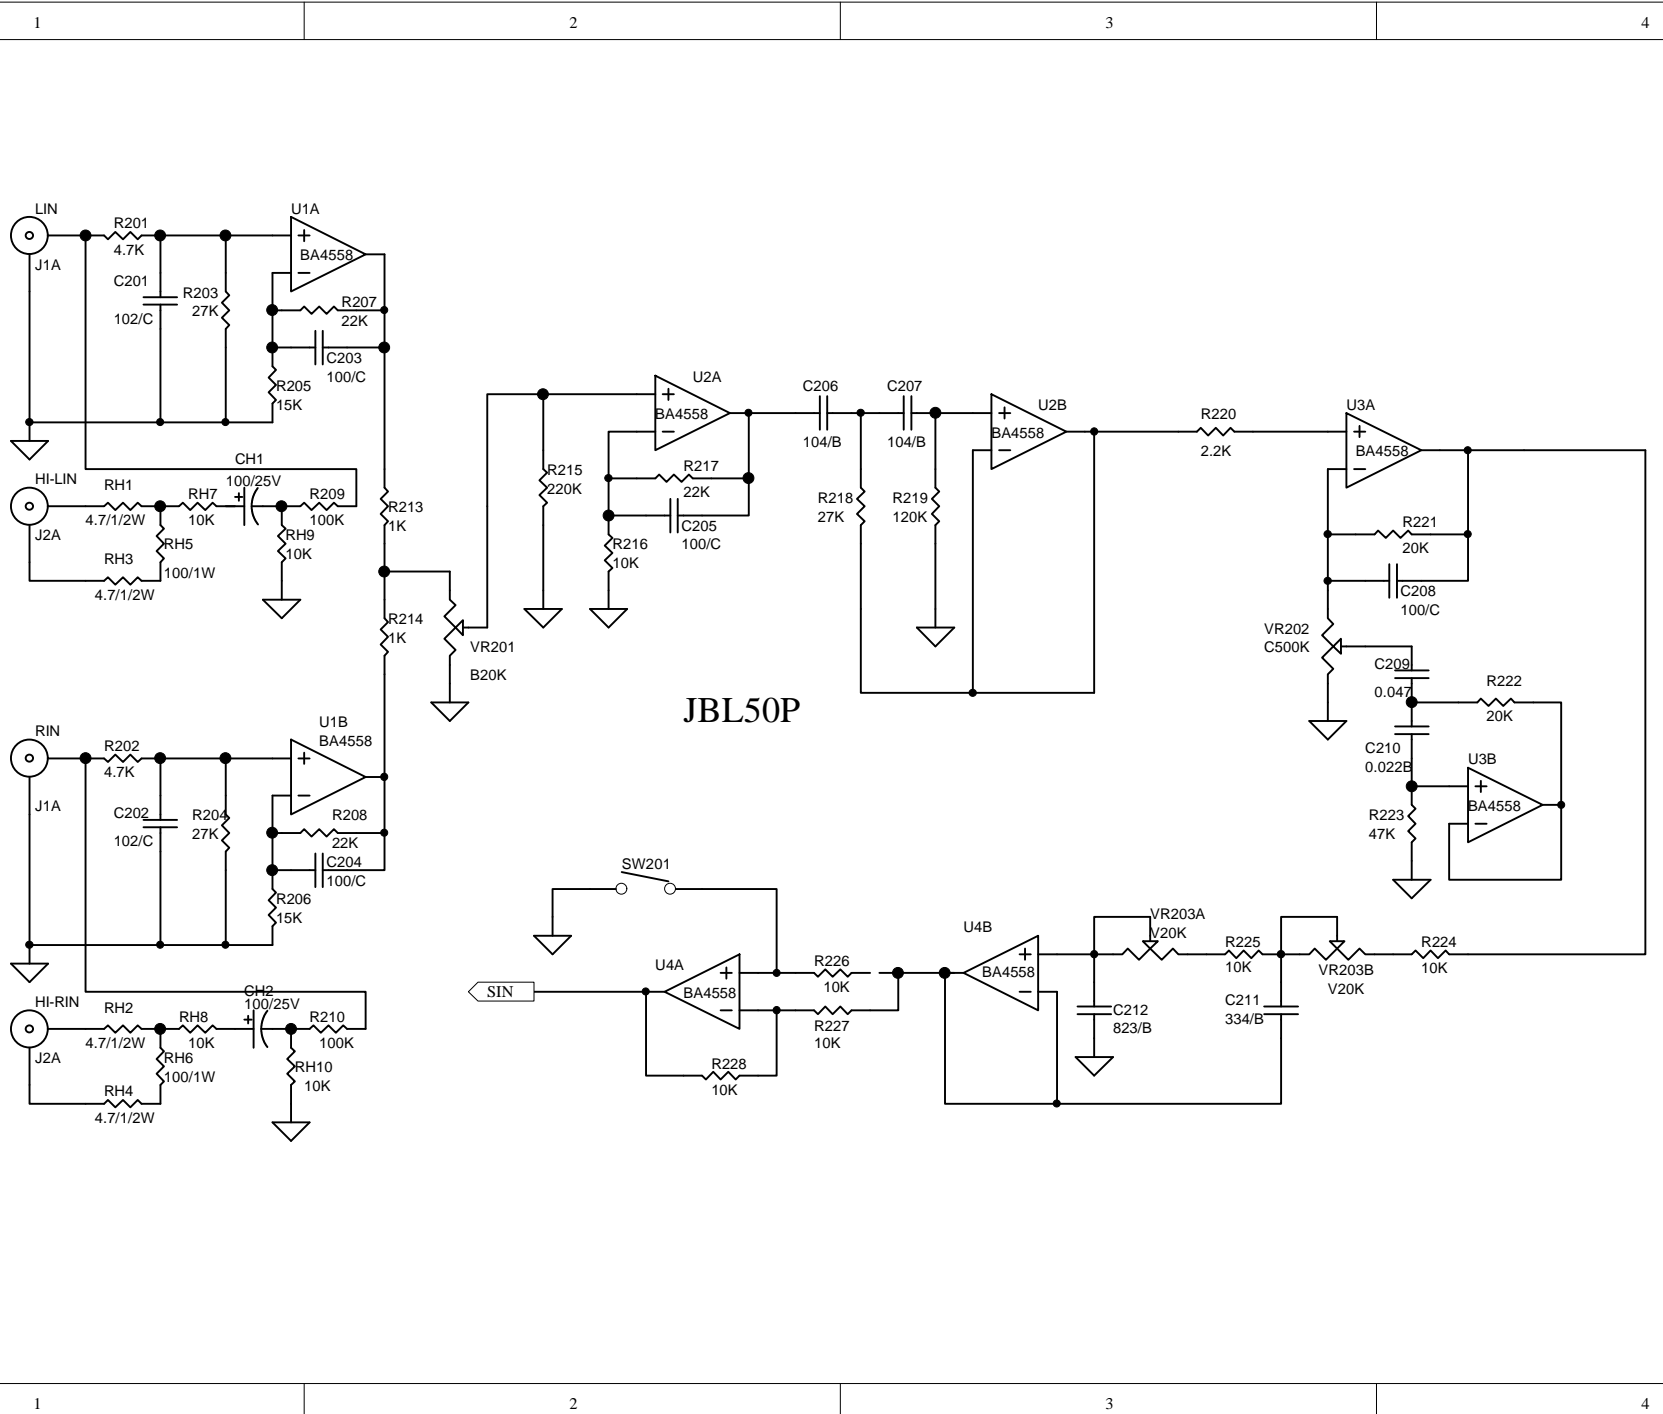 1 2 3 4
LIN
J1A
R201
4.7K
C201
102/C
R203
27K
U1A
BA4558
+
−
R207
22K
C203
100/C
R205
15K
HI-LIN
J2A
RH1
4.7/1/2W
RH3
4.7/1/2W
RH7
10K
RH5
100/1W
CH1
100/25V
+
R209
100K
RH9
10K
R213
1K
R214
1K
VR201
B20K
R215
220K
U2A
BA4558
+
−
R217
22K
C205
100/C
R216
10K
C206
104/B
C207
104/B
R218
27K
R219
120K
U2B
BA4558
+
−
R220
2.2K
U3A
BA4558
+
−
R221
20K
C208
100/C
VR202
C500K
C209
0.047
R222
20K
C210
0.022B
U3B
BA4558
+
−
R223
47K
JBL50P
RIN
J1A
R202
4.7K
C202
102/C
R204
27K
U1B
BA4558
+
−
R208
22K
C204
100/C
R206
15K
HI-RIN
J2A
RH2
4.7/1/2W
RH4
4.7/1/2W
RH8
10K
RH6
100/1W
CH2
100/25V
+
R210
100K
RH10
10K
SW201
SIN
U4A
BA4558
+
−
R226
10K
R227
10K
R228
10K
U4B
BA4558
+
−
VR203A
V20K
C212
823/B
R225
10K
C211
334/B
VR203B
V20K
R224
10K
1 2 3 4